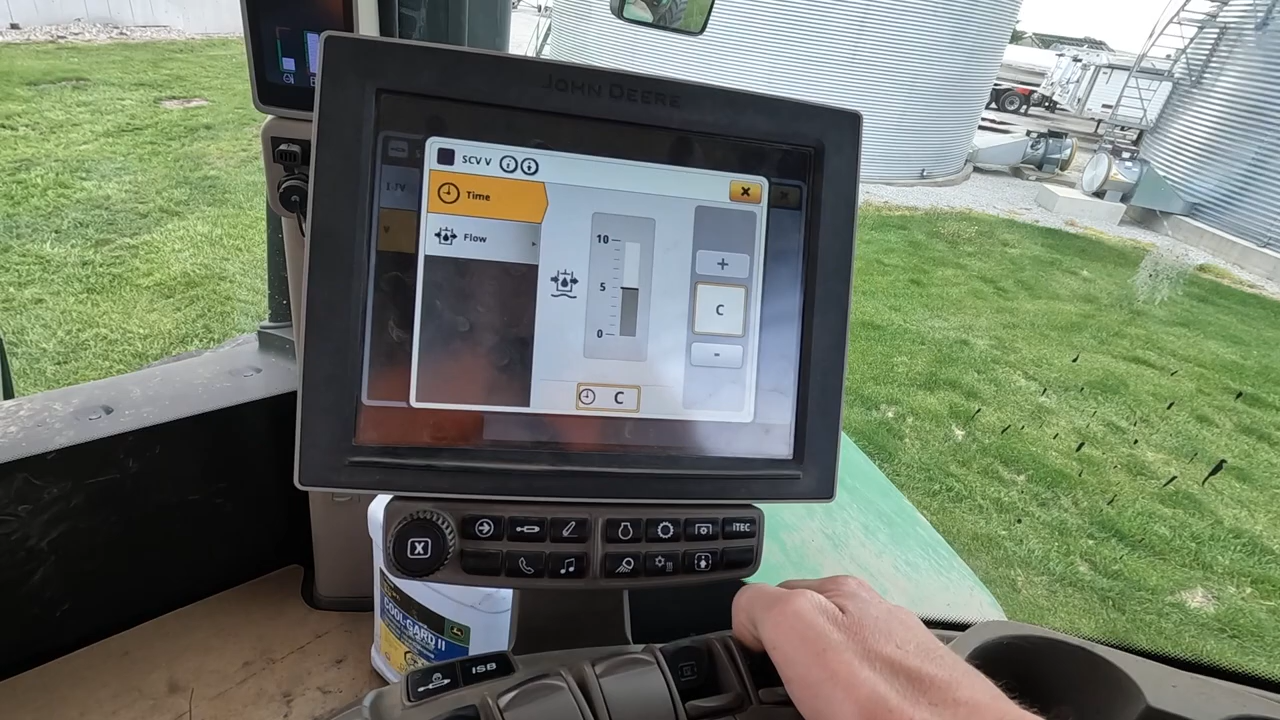 JOHN DEERE
SCV V
Time
Flow
10
5
0
+
C
-
C
X
iTEC
COOL-GARD II
ISB